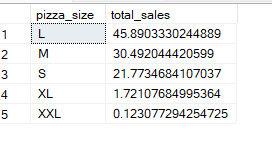 pizza_size total_sales
1 L 45.8903330244889
2 M 30.492044420599
3 S 21.7734684107037
4 XL 1.72107684995364
5 XXL 0.123077294254725